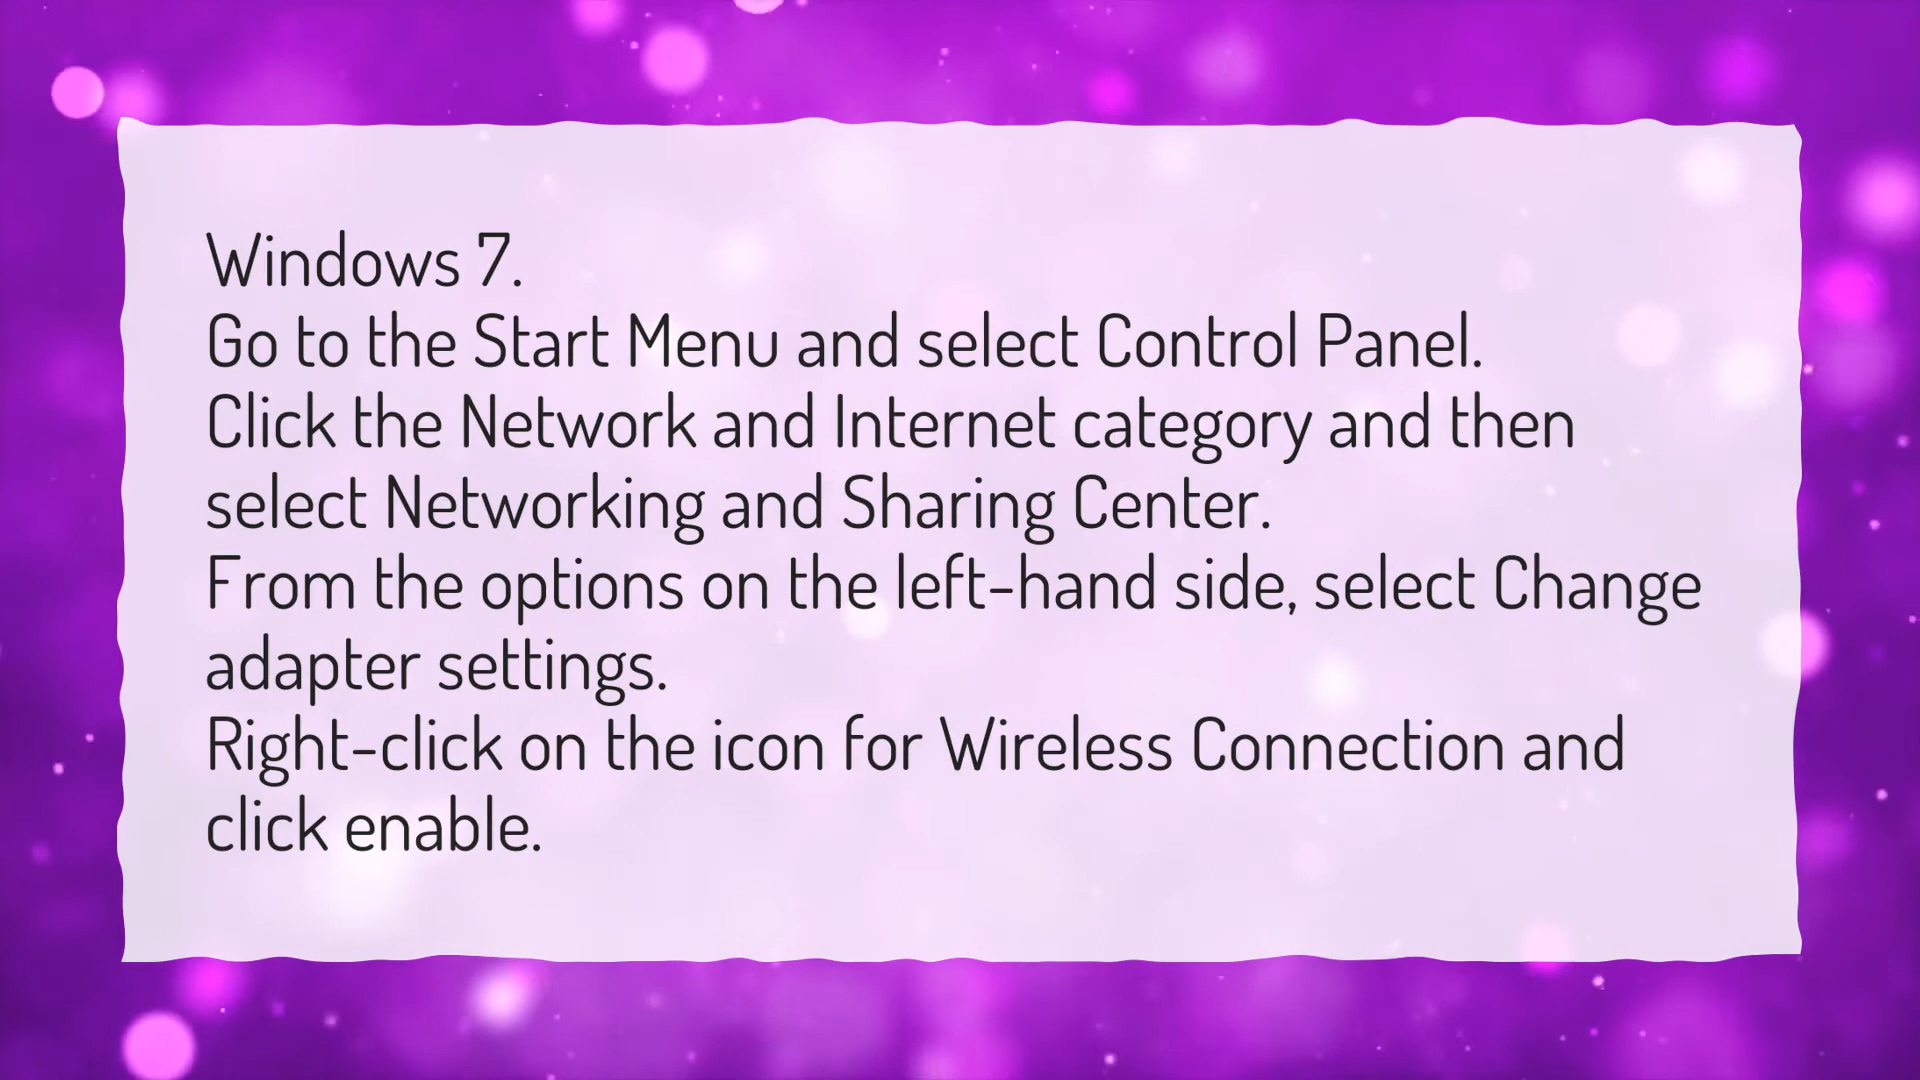 Windows 7.
Go to the Start Menu and select Control Panel.
Click the Network and Internet category and then
select Networking and Sharing Center.
From the options on the left-hand side, select Change
adapter settings.
Right-click on the icon for Wireless Connection and
click enable.